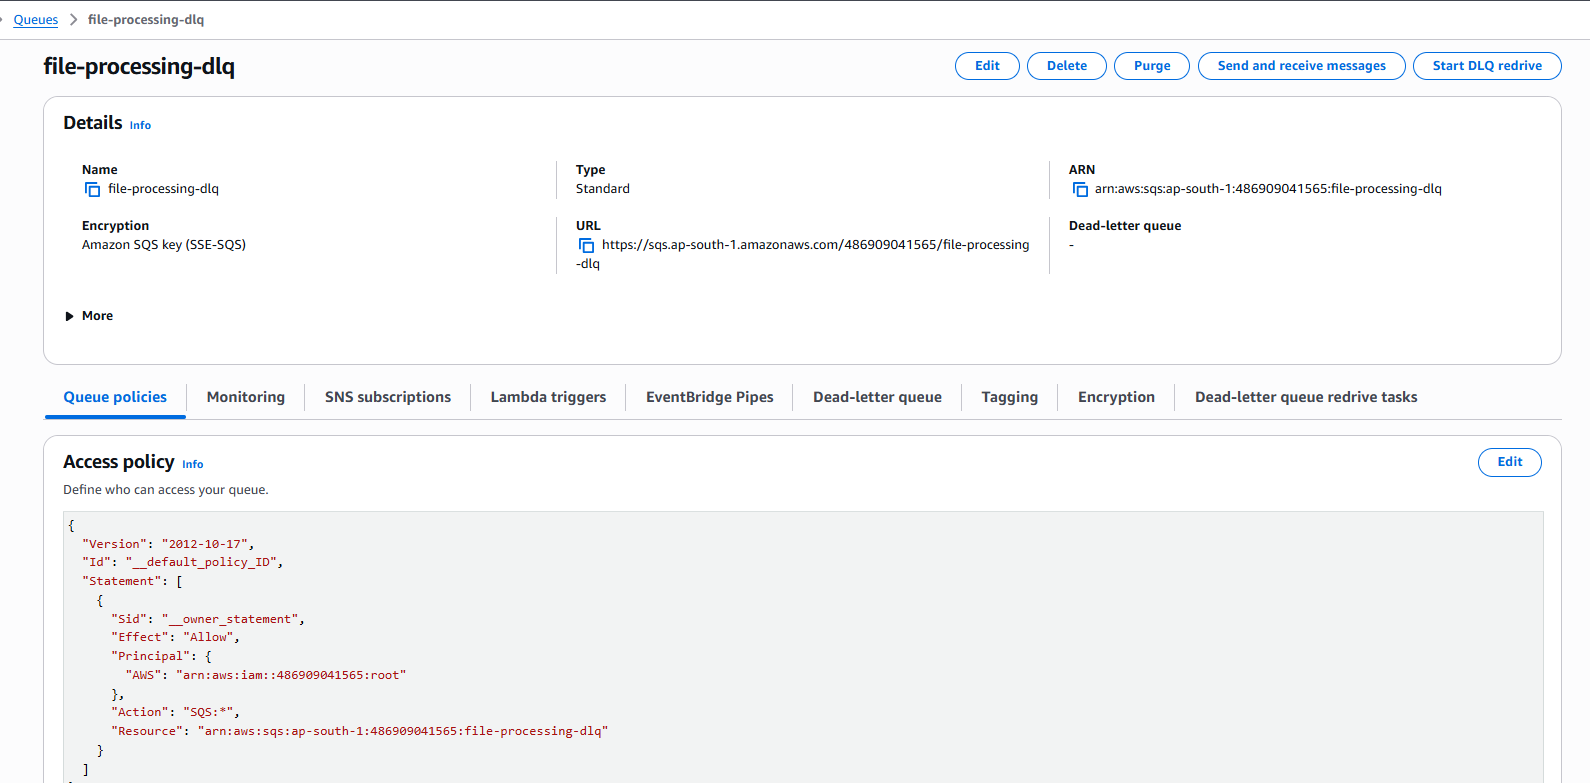 Queues > file-processing-dlq
file-processing-dlq
Edit
Delete
Purge
Send and receive messages
Start DLQ redrive
Details Info
Name
file-processing-dlq
Type
Standard
ARN
arn:aws:sqs:ap-south-1:486909041565:file-processing-dlq
Encryption
Amazon SQS key (SSE-SQS)
URL
https://sqs.ap-south-1.amazonaws.com/486909041565/file-processing
-dlq
Dead-letter queue
-
More
Queue policies
Monitoring
SNS subscriptions
Lambda triggers
EventBridge Pipes
Dead-letter queue
Tagging
Encryption
Dead-letter queue redrive tasks
Access policy Info
Edit
Define who can access your queue.
{
"Version": "2012-10-17",
"Id": "__default_policy_ID",
"Statement": [
{
"Sid": "__owner_statement",
"Effect": "Allow",
"Principal": {
"AWS": "arn:aws:iam::486909041565:root"
},
"Action": "SQS:*",
"Resource": "arn:aws:sqs:ap-south-1:486909041565:file-processing-dlq"
}
]